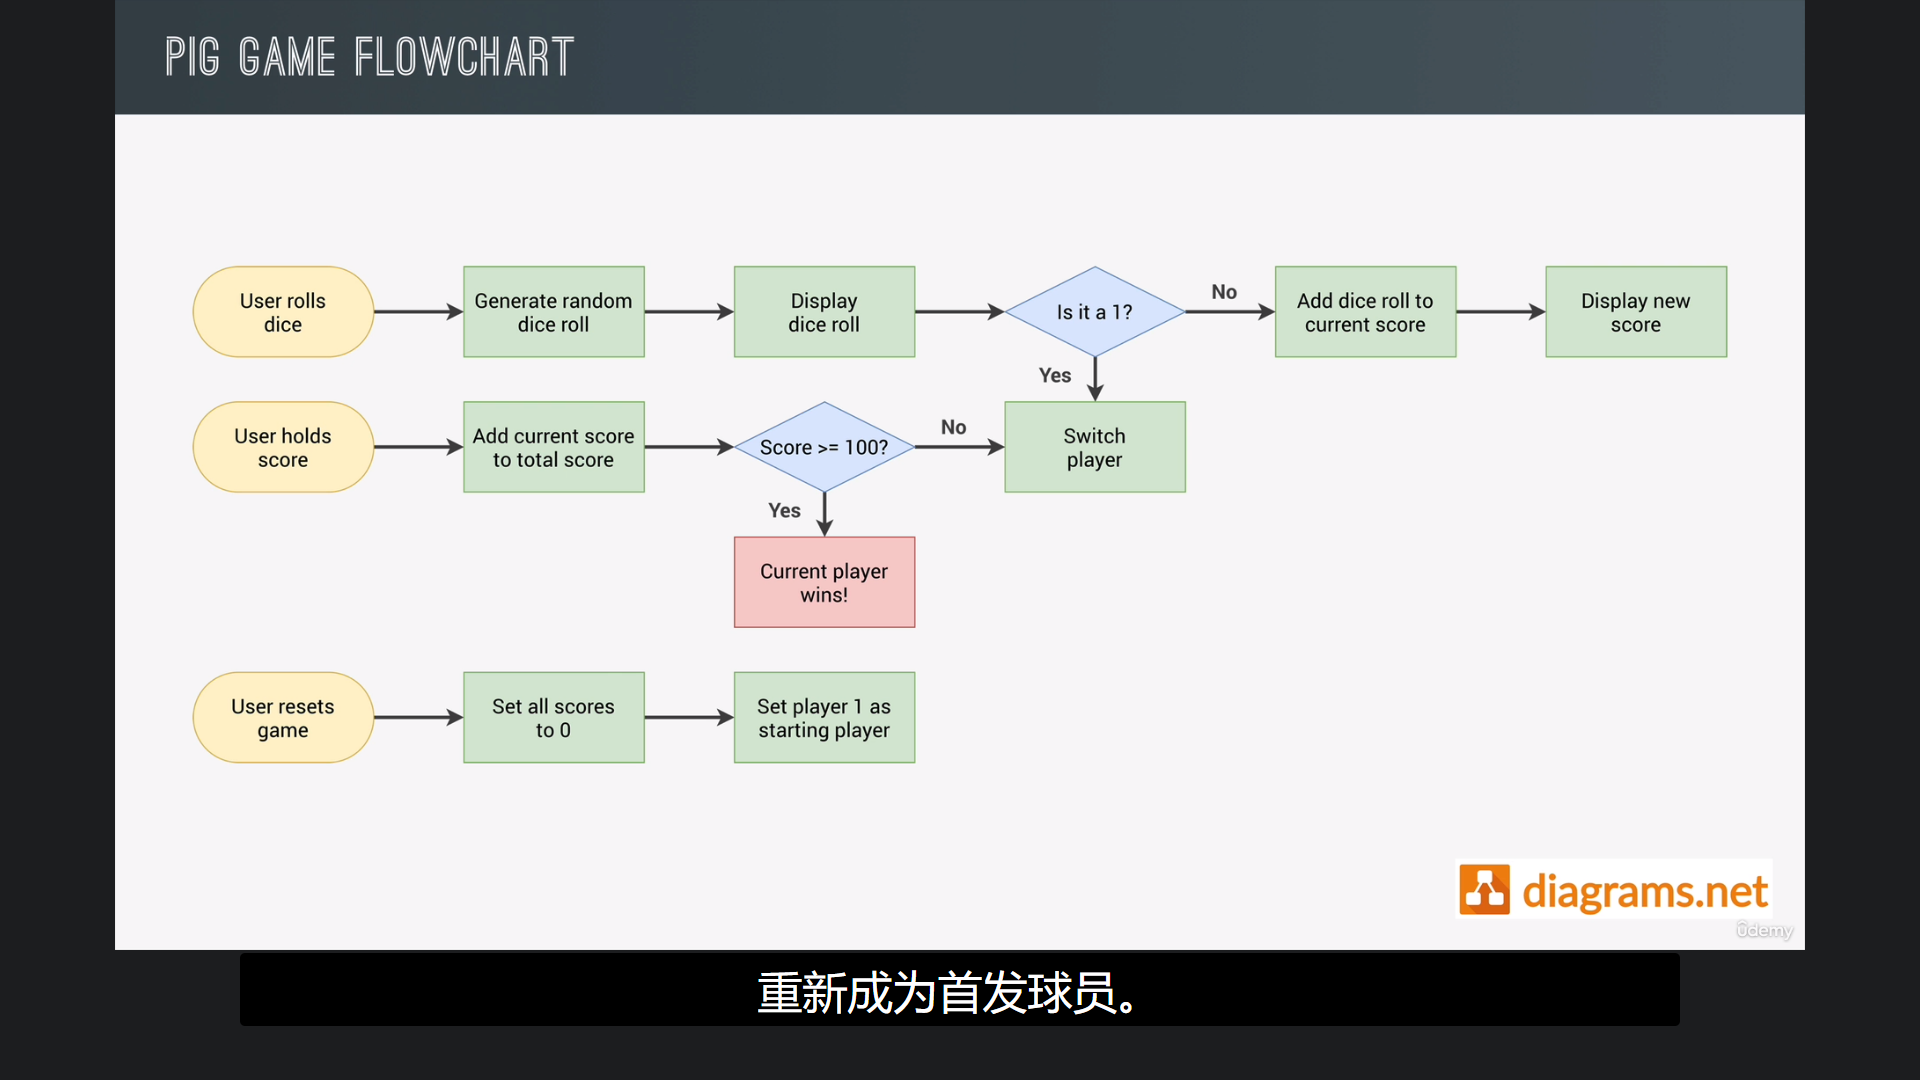 PIG GAME FLOWCHART
User rolls
dice
Generate random
dice roll
Display
dice roll
Is it a 1?
No
Add dice roll to
current score
Display new
score
Yes
User holds
score
Add current score
to total score
Score >= 100?
No
Switch
player
Yes
Current player
wins!
User resets
game
Set all scores
to 0
Set player 1 as
starting player
diagrams.net
ûdemy
重新成为首发球员。